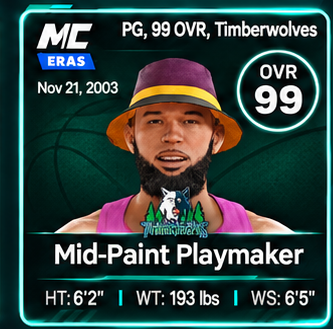 MC
ERAS
PG, 99 OVR, Timberwolves
Nov 21, 2003
OVR
99
Timberwolves
Mid-Paint Playmaker
HT: 6'2" | WT: 193 lbs | WS: 6'5"